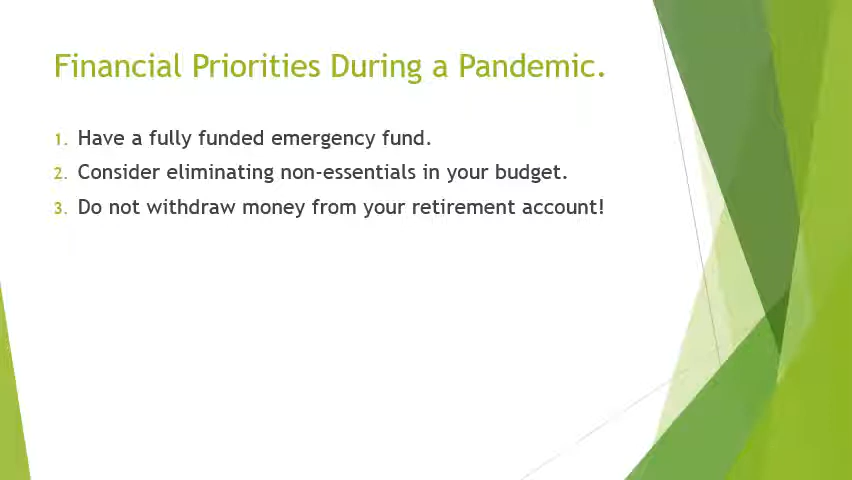 Financial Priorities During a Pandemic.
1. Have a fully funded emergency fund.
2. Consider eliminating non-essentials in your budget.
3. Do not withdraw money from your retirement account!